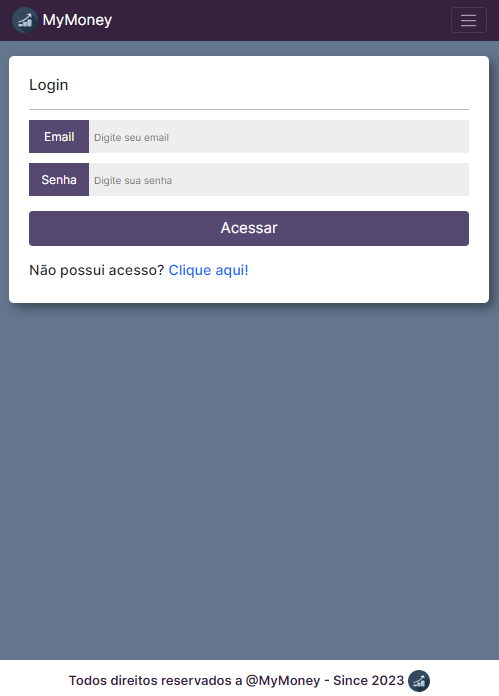 MyMoney
Login
Email Digite seu email
Senha Digite sua senha
Acessar
Não possui acesso? Clique aqui!
Todos direitos reservados a @MyMoney - Since 2023